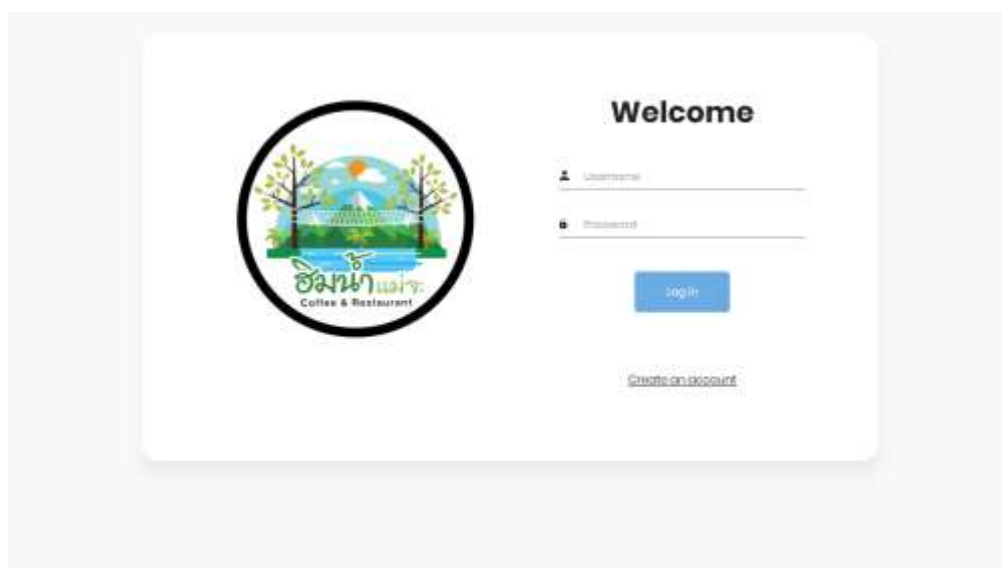 ฮิมน้ำแม่จะ
Coffee & Restaurant
Welcome
Username
Password
Log in
Create an account